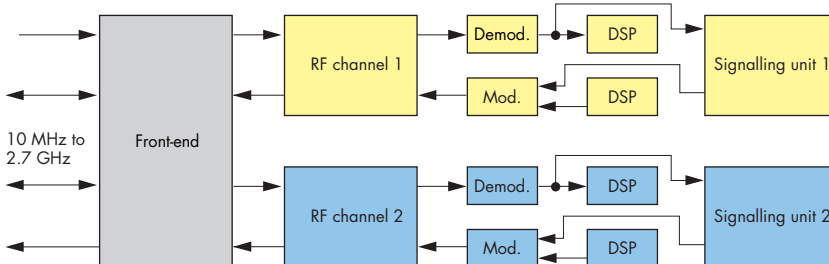 10 MHz to
2.7 GHz
Front-end
RF channel 1
Demod.
DSP
Mod.
DSP
Signalling unit 1
RF channel 2
Demod.
DSP
Mod.
DSP
Signalling unit 2